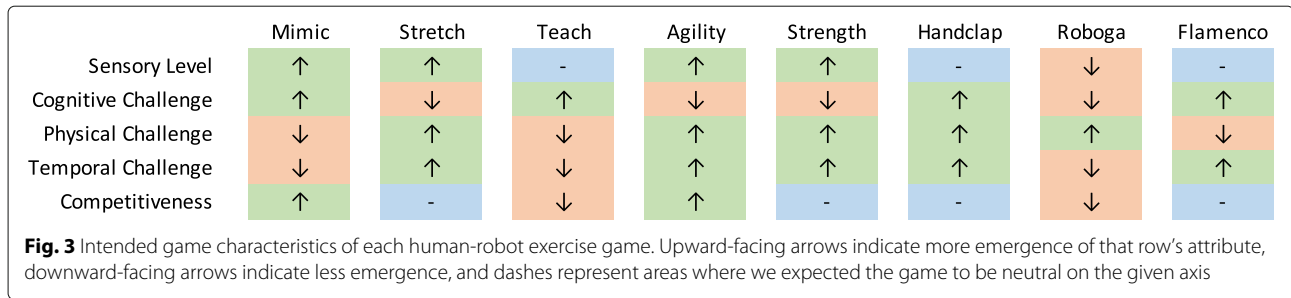 Mimic Stretch Teach Agility Strength Handclap Roboga Flamenco
Sensory Level ↑ ↑ - ↑ ↑ - ↓ -
Cognitive Challenge ↑ ↓ ↑ ↓ ↓ ↑ ↓ ↑
Physical Challenge ↓ ↑ ↓ ↑ ↑ ↑ ↑ ↓
Temporal Challenge ↓ ↑ ↓ ↑ ↑ ↑ ↓ ↑
Competitiveness ↑ - ↓ ↑ - - ↓ -
Fig. 3 Intended game characteristics of each human-robot exercise game. Upward-facing arrows indicate more emergence of that row's attribute,
downward-facing arrows indicate less emergence, and dashes represent areas where we expected the game to be neutral on the given axis